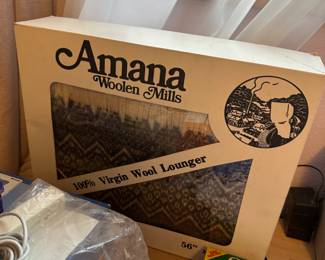 Amana
Woolen Mills
100% Virgin Wool Lounger
56"